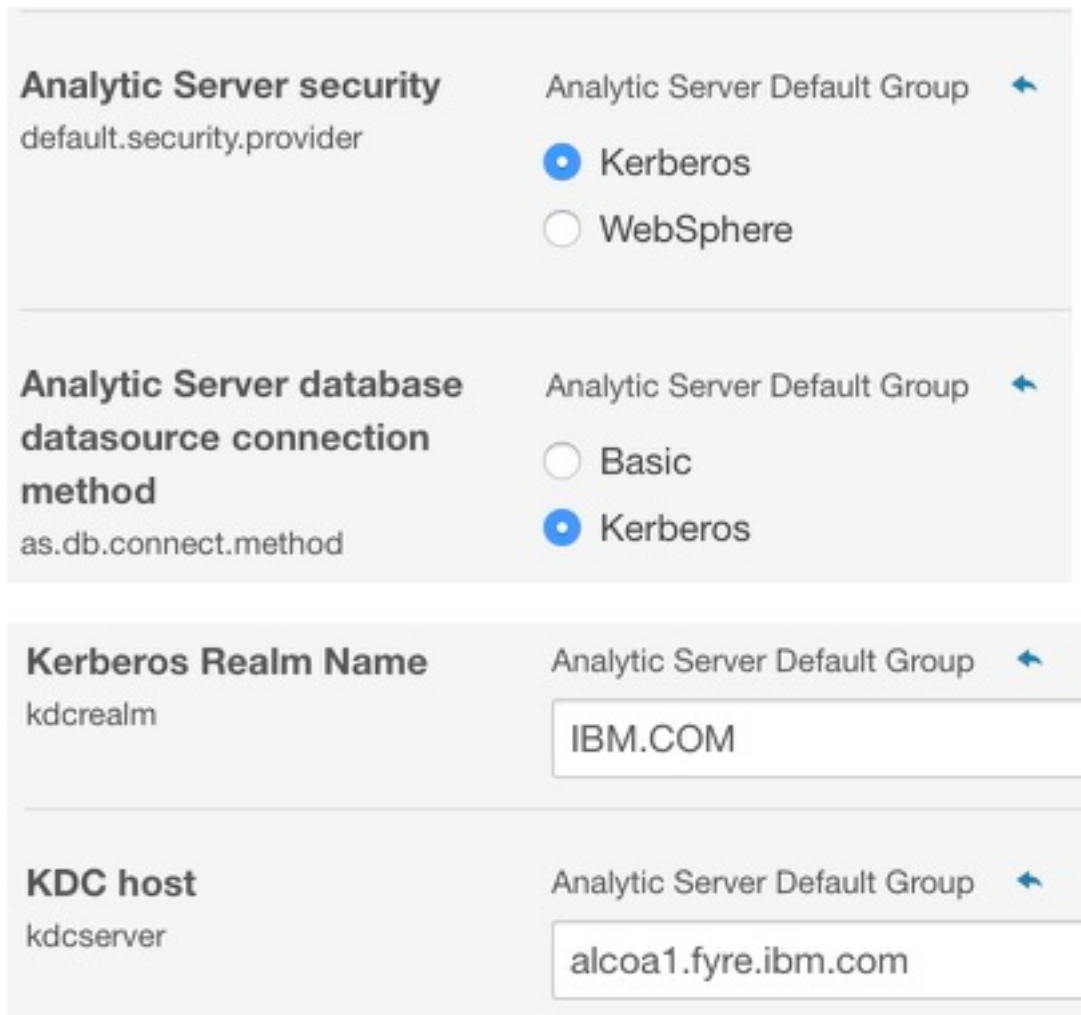 Analytic Server security
default.security.provider
Analytic Server Default Group
Kerberos
WebSphere
Analytic Server database
datasource connection
method
as.db.connect.method
Analytic Server Default Group
Basic
Kerberos
Kerberos Realm Name
kdcrealm
Analytic Server Default Group
IBM.COM
KDC host
kdcserver
Analytic Server Default Group
alcoa1.fyre.ibm.com